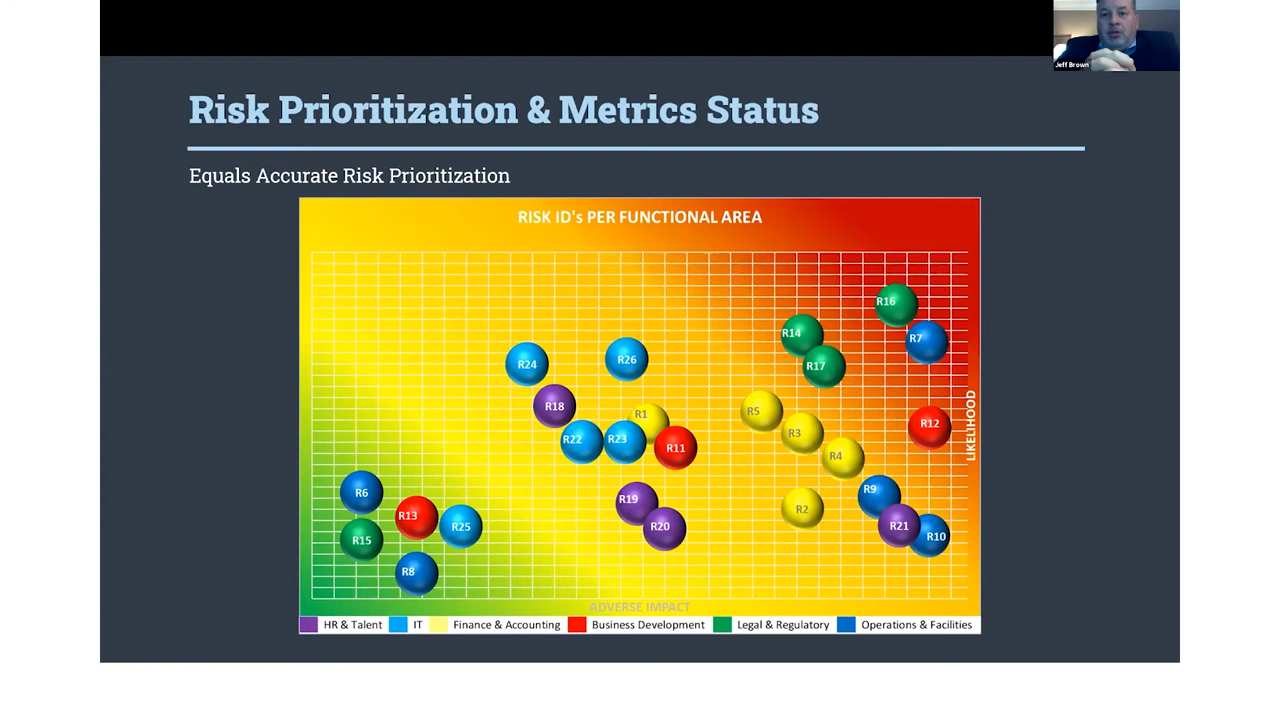 Jeff Brown
Risk Prioritization & Metrics Status
Equals Accurate Risk Prioritization
RISK ID's PER FUNCTIONAL AREA
R16
R14
R7
R17
R24
R26
R18
R1
R5
R12
R22
R23
R11
R3
R4
R6
R19
R9
R13
R25
R20
R2
R21
R15
R10
R8
LIKELIHOOD
ADVERSE IMPACT
HR & Talent
IT
Finance & Accounting
Business Development
Legal & Regulatory
Operations & Facilities